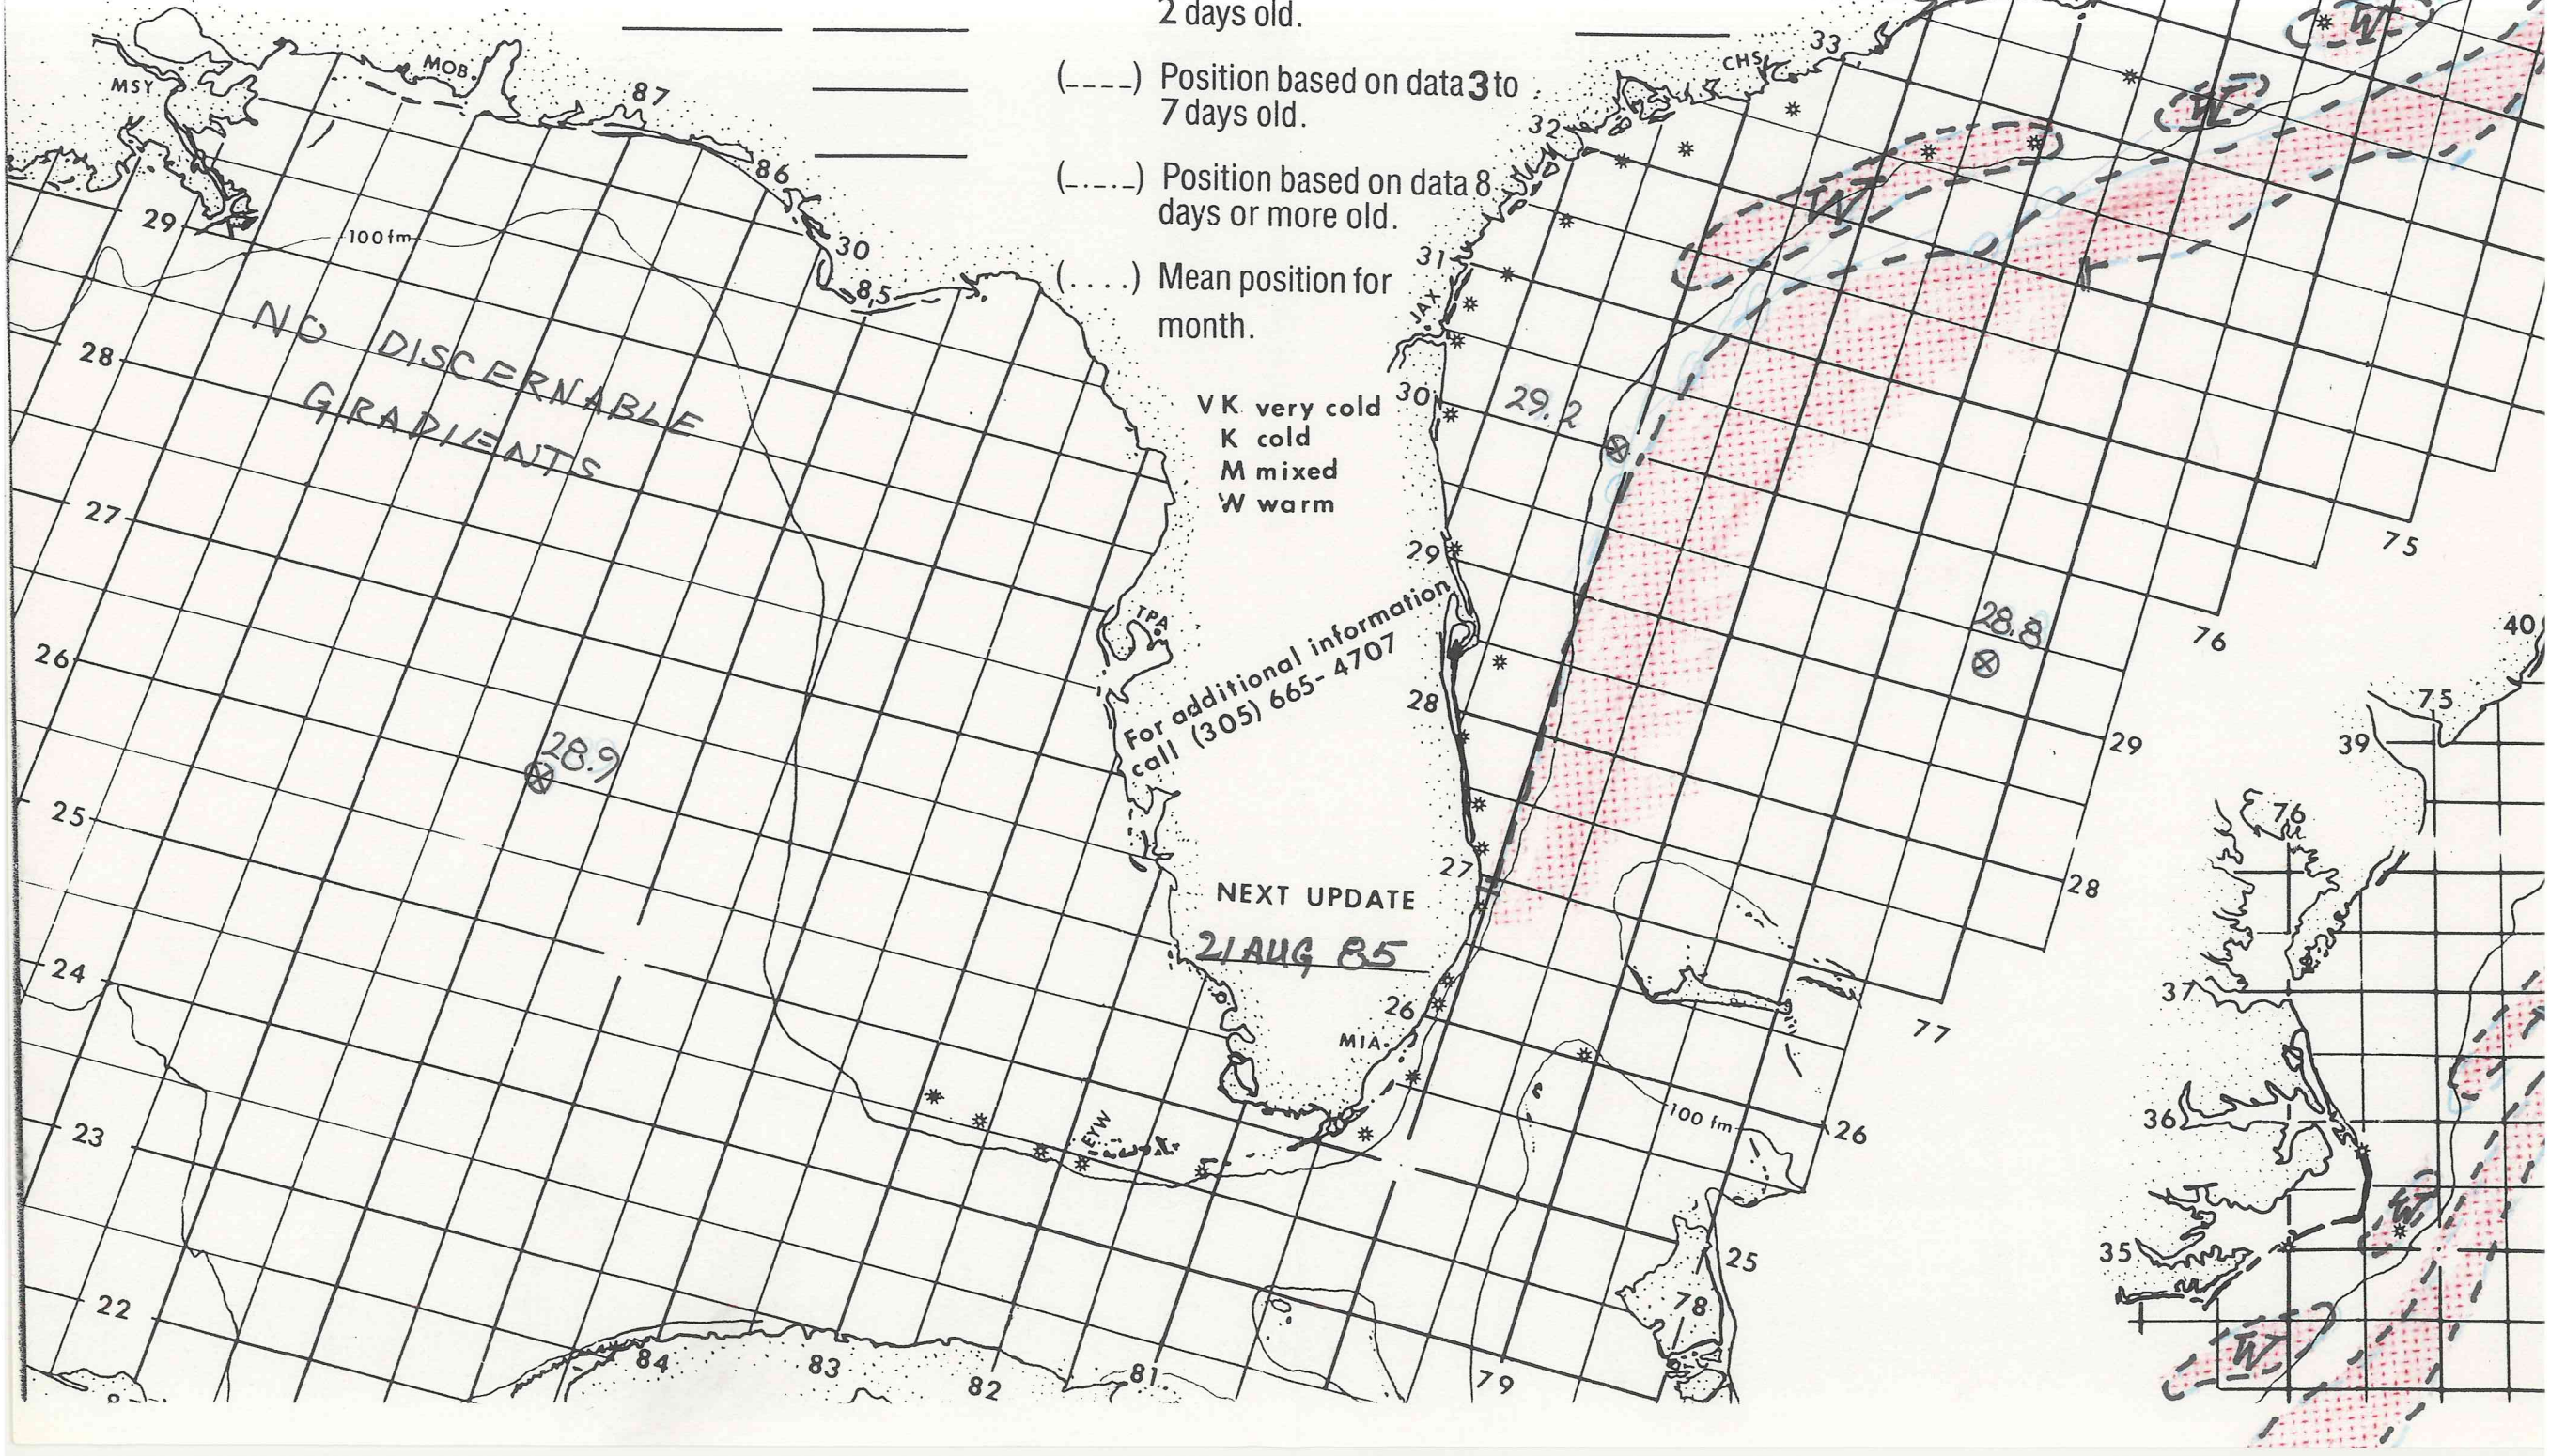 2 days old.
(----) Position based on data 3 to
7 days old.
(_._._) Position based on data 8
days or more old.
(....) Mean position for
month.
VK very cold
K cold
M mixed
W warm
For additional information
call (305) 665-4707
NEXT UPDATE
21 AUG 85
NO DISCERNABLE
GRADIENTS
MSY
MOB.
87
86
30
85
29
100 fm
28
27
26
25
24
23
22
28.9
TPA
EYW
MIA.
84
83
82
81
79
78
CHS
33
32
31
JAX
30
29
28
27
26
29.2
28.8
W
W
W
75
76
29
28
77
26
100 fm
25
40
75
39
76
37
36
35
W
W